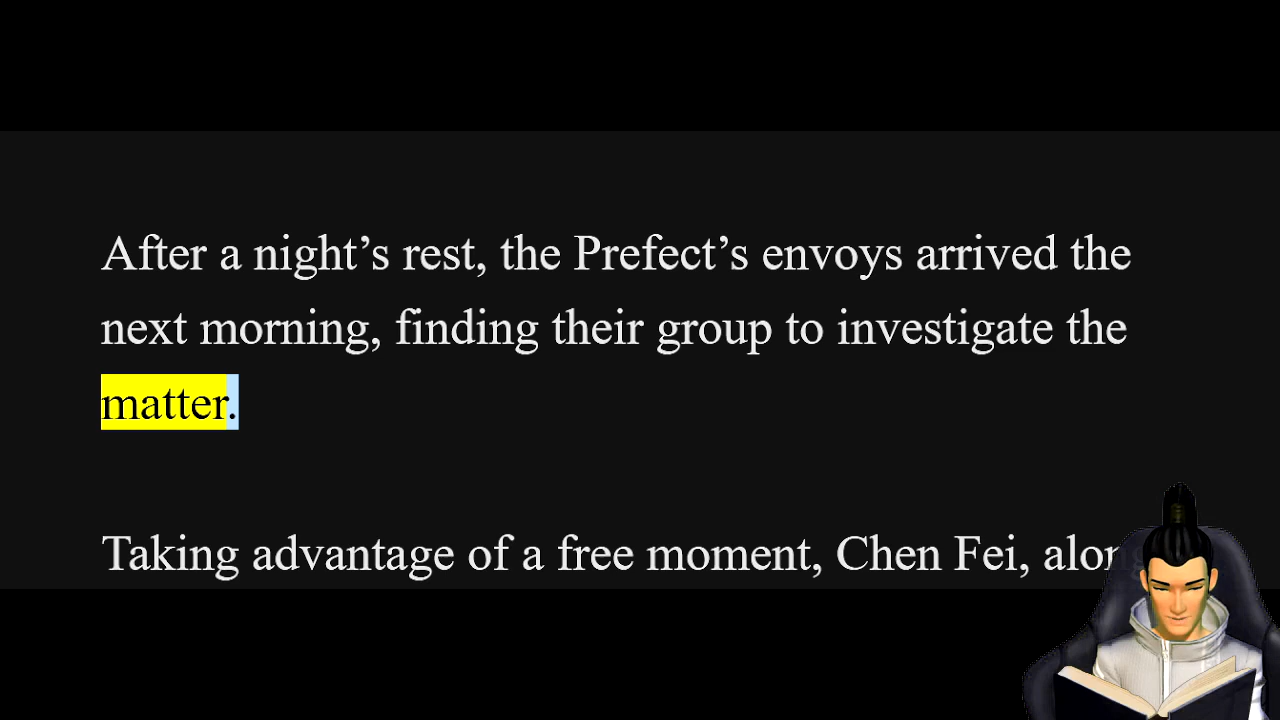 After a night’s rest, the Prefect’s envoys arrived the
next morning, finding their group to investigate the
matter.
Taking advantage of a free moment, Chen Fei, along